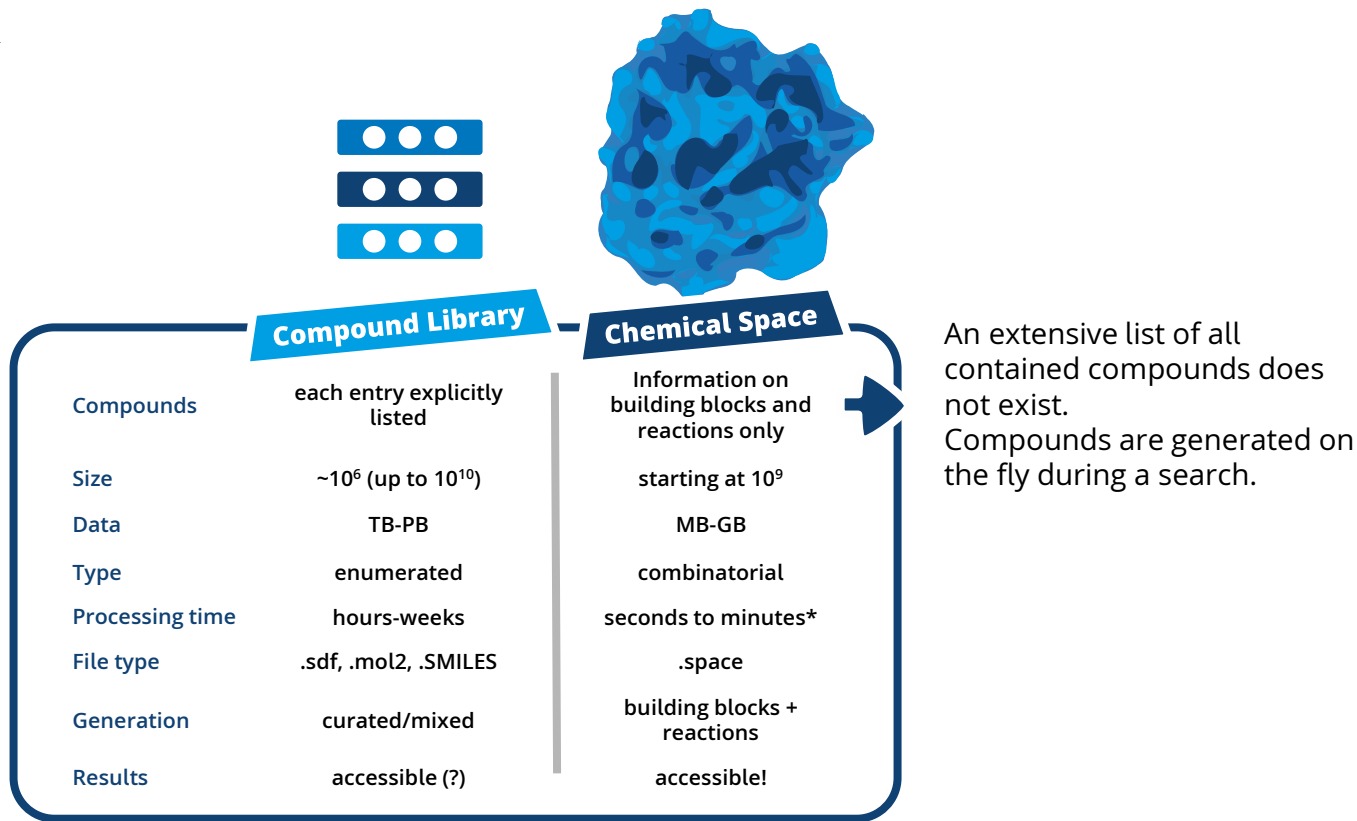 Compound Library
Chemical Space
Compounds
each entry explicitly
listed
Information on
building blocks and
reactions only
An extensive list of all
contained compounds does
not exist.
Compounds are generated on
the fly during a search.
Size
~10⁶ (up to 10¹⁰)
starting at 10⁹
Data
TB-PB
MB-GB
Type
enumerated
combinatorial
Processing time
hours-weeks
seconds to minutes*
File type
.sdf, .mol2, .SMILES
.space
Generation
curated/mixed
building blocks +
reactions
Results
accessible (?)
accessible!